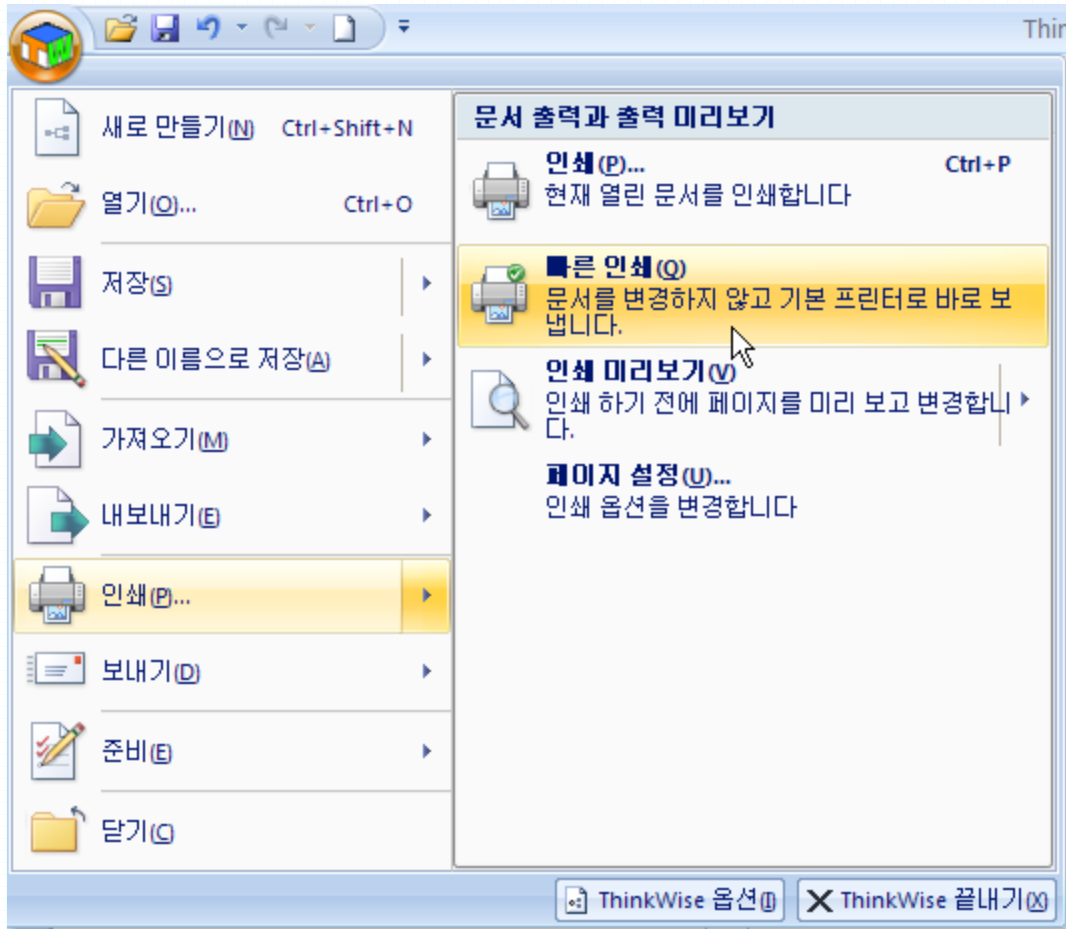 Thin
새로 만들기(N) Ctrl+Shift+N
열기(O)... Ctrl+O
저장(S)
다른 이름으로 저장(A)
가져오기(M)
내보내기(E)
인쇄(P)...
보내기(D)
준비(E)
닫기(C)
문서 출력과 출력 미리보기
인쇄(P)... Ctrl+P
현재 열린 문서를 인쇄합니다
빠른 인쇄(Q)
문서를 변경하지 않고 기본 프린터로 바로 보
냅니다.
인쇄 미리보기(V)
인쇄 하기 전에 페이지를 미리 보고 변경합니
다.
페이지 설정(U)...
인쇄 옵션을 변경합니다
ThinkWise 옵션(I) ThinkWise 끝내기(X)